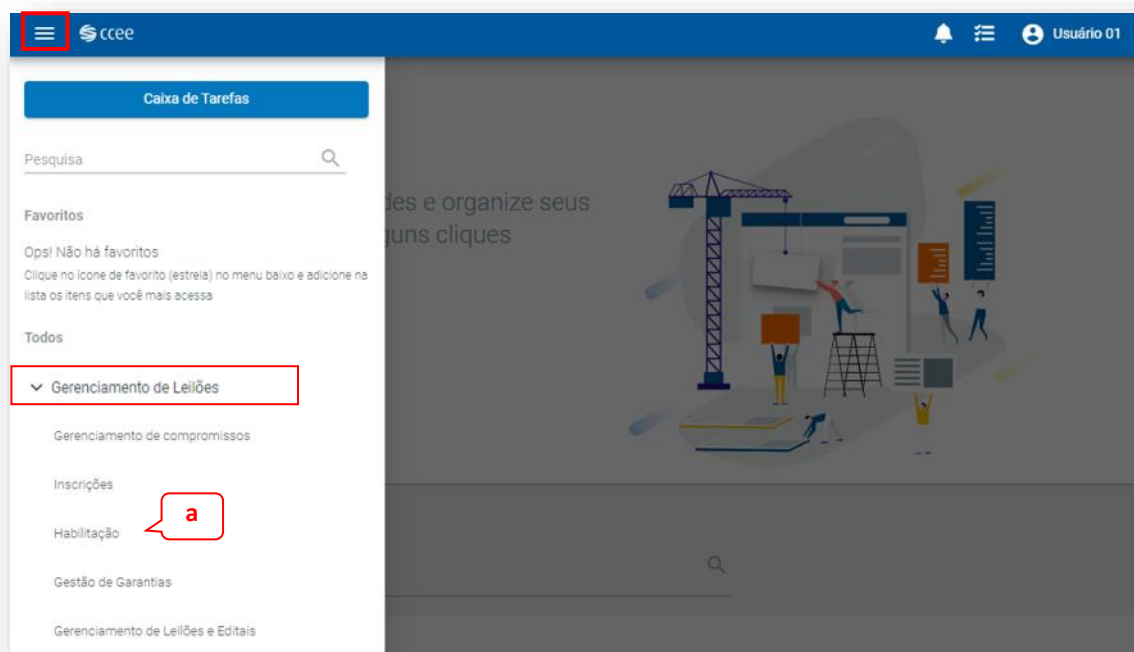 ccee
Usuário 01
Caixa de Tarefas
Pesquisa
Favoritos
Ops! Não há favoritos
Clique no ícone de favorito (estrela) no menu baixo e adicione na
lista os itens que você mais acessa
Todos
Gerenciamento de Leilões
Gerenciamento de compromissos
Inscrições
Habilitação
a
Gestão de Garantias
Gerenciamento de Leilões e Editais
des e organize seus
guns cliques